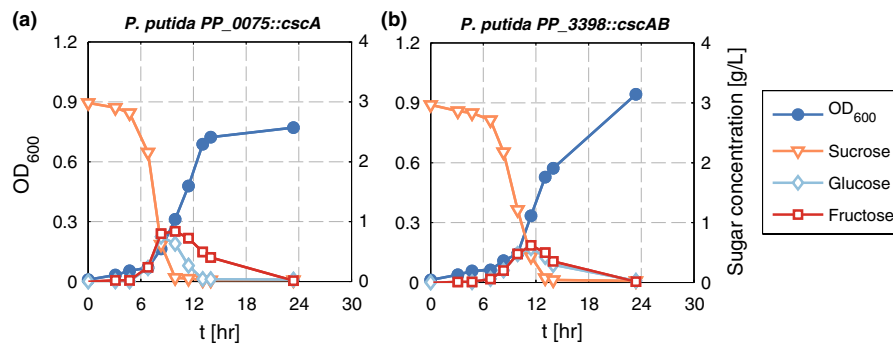 (a)
P. putida PP_0075::cscA
1.2
0.9
0.6
0.3
0
OD600
4
3
2
1
0
0 6 12 18 24 30
t [hr]
(b)
P. putida PP_3398::cscAB
1.2
0.9
0.6
0.3
0
4
3
2
1
0
Sugar concentration [g/L]
0 6 12 18 24 30
t [hr]
OD600
Sucrose
Glucose
Fructose